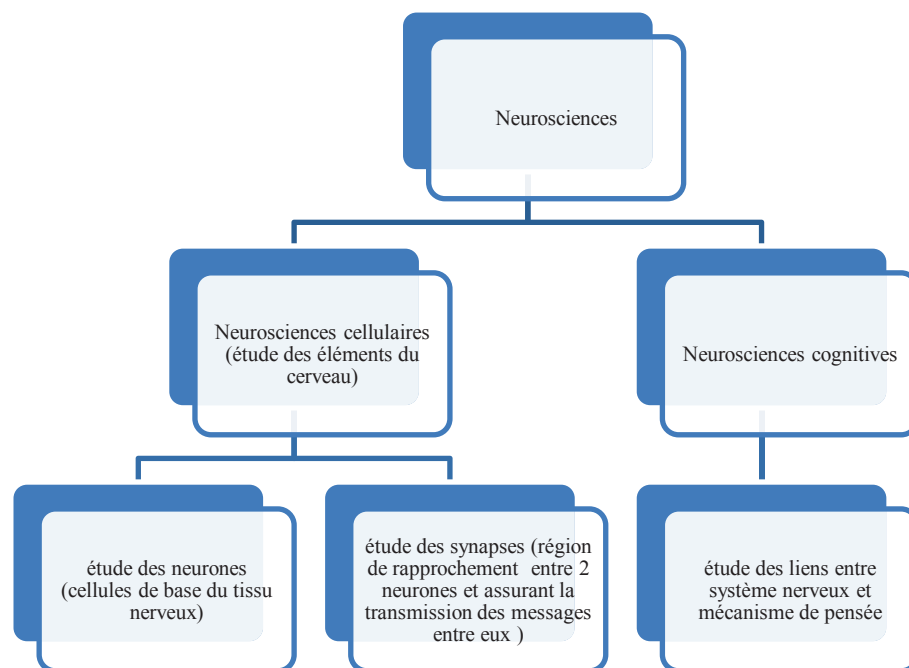 Neurosciences
Neurosciences cellulaires
(étude des éléments du
cerveau)
Neurosciences cognitives
étude des neurones
(cellules de base du tissu
nerveux)
étude des synapses (région
de rapprochement entre 2
neurones et assurant la
transmission des messages
entre eux )
étude des liens entre
système nerveux et
mécanisme de pensée